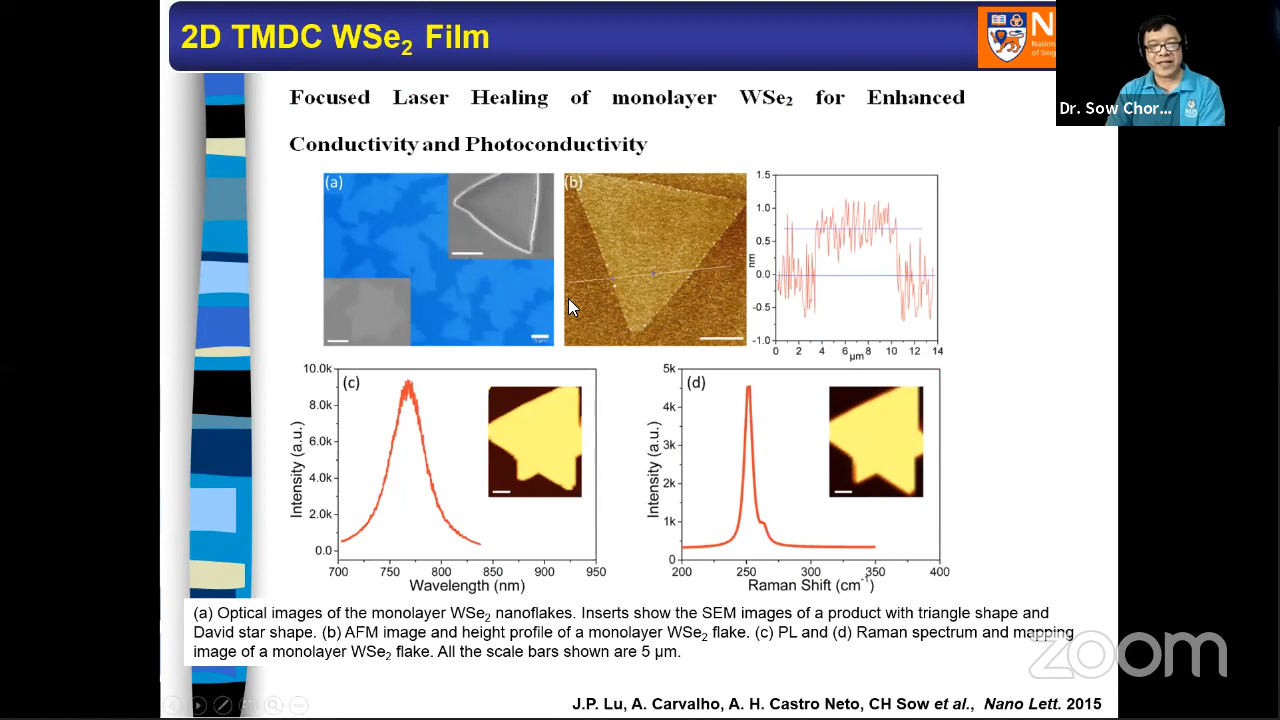 2D TMDC WSe₂ Film
N
Nation
of Sing
Dr. Sow Chor...
Focused Laser Healing of monolayer WSe₂ for Enhanced
Conductivity and Photoconductivity
(a)
5 µm
(b)
1.5
1.0
0.5
0.0
-0.5
-1.0
nm
0 2 4 6 8 10 12 14
µm
(c)
10.0k
8.0k
6.0k
4.0k
2.0k
0.0
Intensity (a.u.)
700 750 800 850 900 950
Wavelength (nm)
(d)
5k
4k
3k
2k
1k
0
Intensity (a.u.)
200 250 300 350 400
Raman Shift (cm⁻¹)
(a) Optical images of the monolayer WSe₂ nanoflakes. Inserts show the SEM images of a product with triangle shape and
David star shape. (b) AFM image and height profile of a monolayer WSe₂ flake. (c) PL and (d) Raman spectrum and mapping
image of a monolayer WSe₂ flake. All the scale bars shown are 5 µm.
zoom
J.P. Lu, A. Carvalho, A. H. Castro Neto, CH Sow et al., Nano Lett. 2015